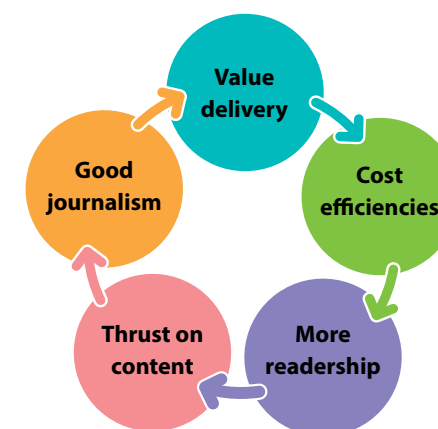 Value
delivery
Cost
efficiencies
More
readership
Thrust on
content
Good
journalism